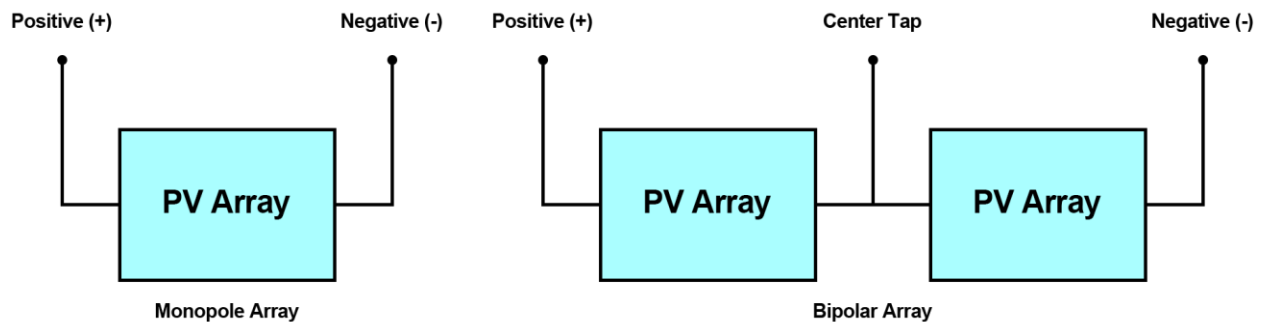 Positive (+)
Negative (-)
Positive (+)
Center Tap
Negative (-)
PV Array
PV Array
PV Array
Monopole Array
Bipolar Array